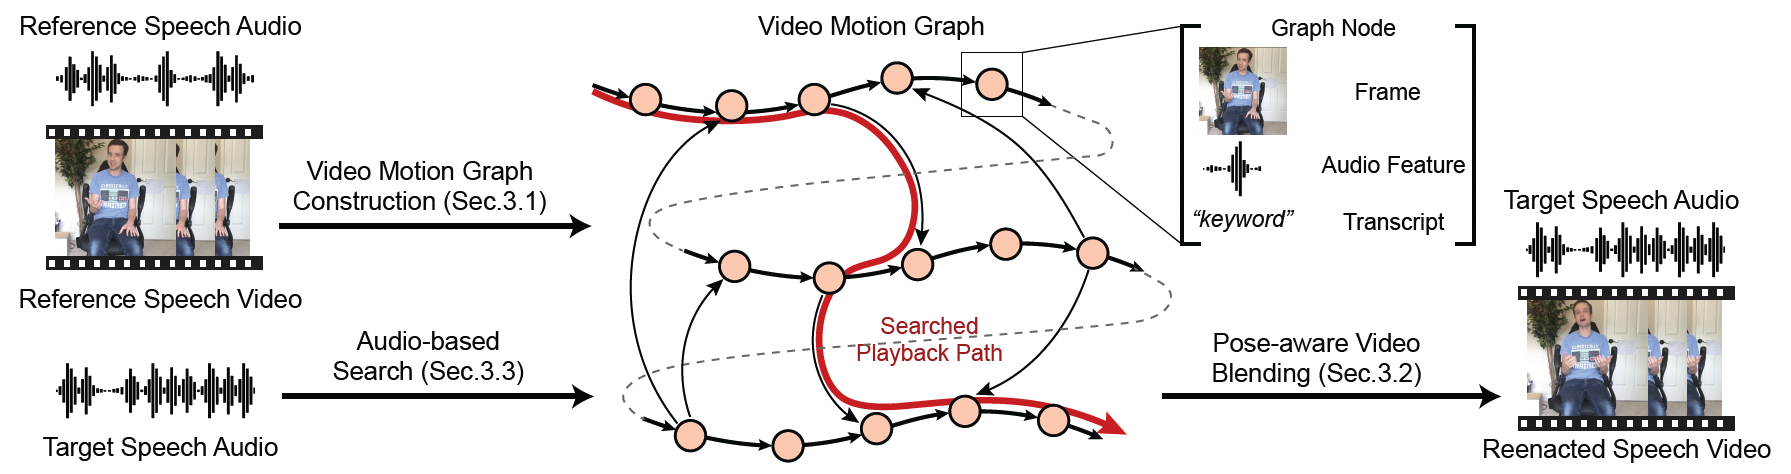 Reference Speech Audio
Video Motion Graph
Construction (Sec.3.1)
Reference Speech Video
Audio-based
Search (Sec.3.3)
Target Speech Audio
Video Motion Graph
Searched
Playback Path
Graph Node
Frame
Audio Feature
“keyword”
Transcript
Pose-aware Video
Blending (Sec.3.2)
Target Speech Audio
Reenacted Speech Video